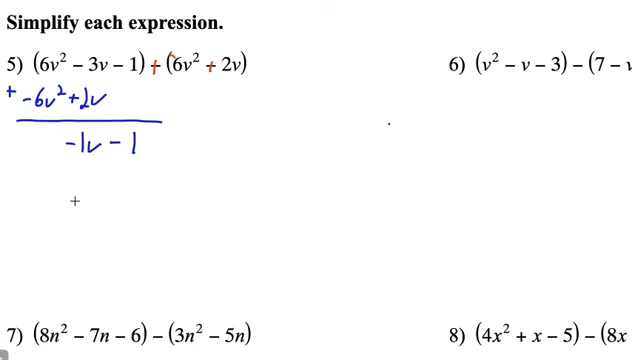 Simplify each expression.
5) (6v² − 3v − 1) + (6v² + 2v)
6) (v² − v − 3) − (7 − v
+ -6v² + 2v
-1v - 1
7) (8n² − 7n − 6) − (3n² − 5n)
8) (4x² + x − 5) − (8x